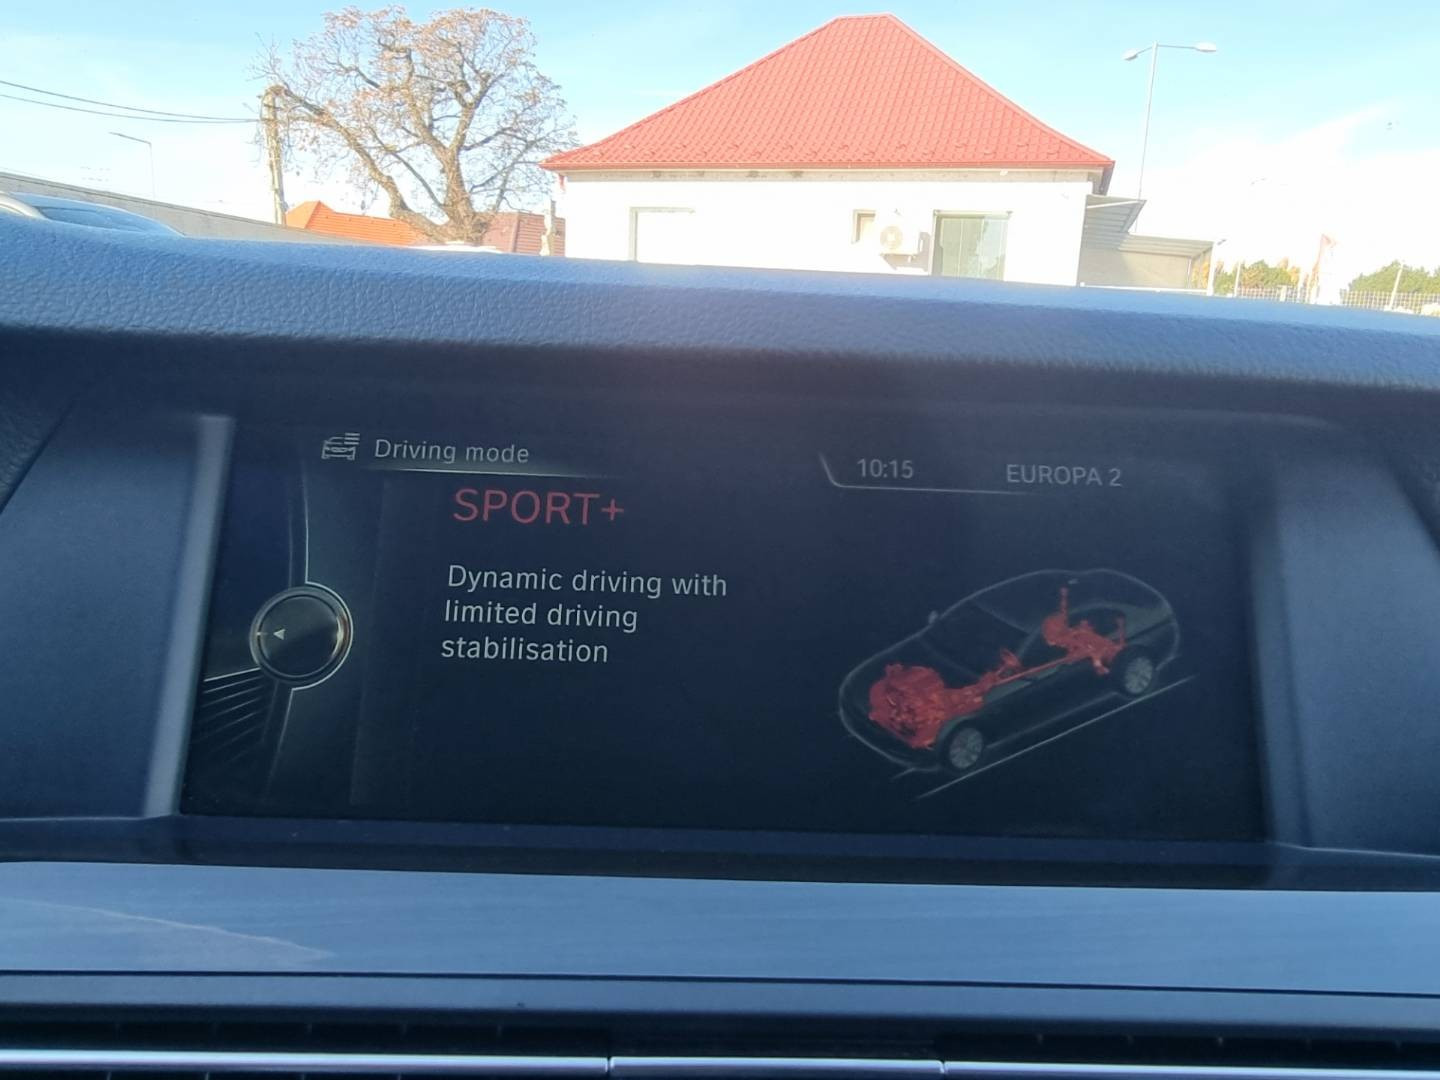 Driving mode
10:15 EUROPA 2
SPORT+
Dynamic driving with
limited driving
stabilisation